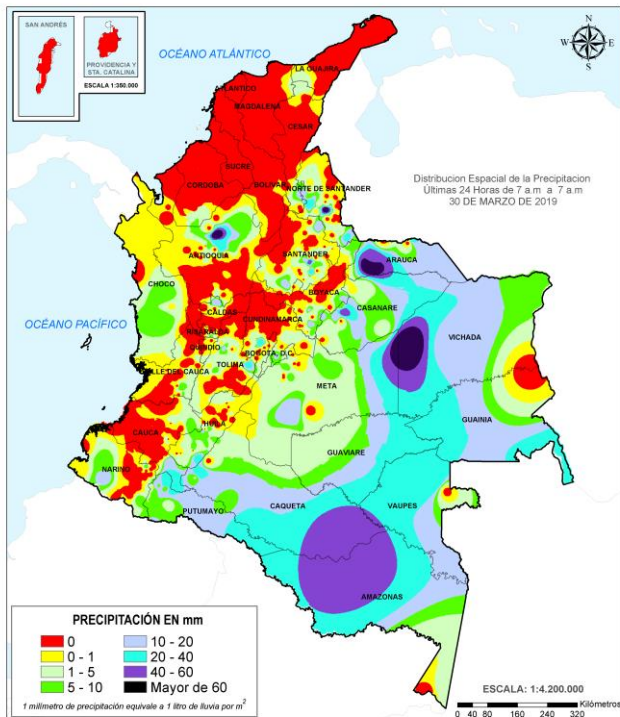 SAN ANDRÉS
PROVIDENCIA Y
STA. CATALINA
ESCALA 1:350.000
OCÉANO ATLÁNTICO
N
W
E
S
LA GUAJIRA
ATLANTICO
MAGDALENA
CESAR
SUCRE
CORDOBA
BOLIVAR
NORTE DE SANTANDER
Distribucion Espacial de la Precipitacion
Últimas 24 Horas de 7 a.m a 7 a.m
30 DE MARZO DE 2019
ANTIOQUIA
SANTANDER
ARAUCA
CHOCO
BOYACA
CASANARE
CALDAS
OCÉANO PACÍFICO
CUNDINAMARCA
VICHADA
RISARALDA
QUINDIO
BOGOTA, D.C.
TOLIMA
VALLE DEL CAUCA
META
GUAINIA
CAUCA
HUILA
GUAVIARE
NARIÑO
CAQUETA
VAUPES
PUTUMAYO
AMAZONAS
PRECIPITACIÓN EN mm
0
10 - 20
0 - 1
20 - 40
1 - 5
40 - 60
5 - 10
Mayor de 60
1 milímetro de precipitación equivale a 1 litro de lluvia por m²
ESCALA: 1:4.200.000
Kilómetros
0 40 80 160 240 320